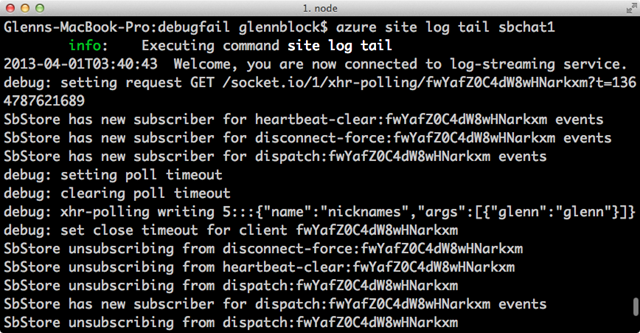 1. node
Glenns-MacBook-Pro:debugfail glennblock$ azure site log tail sbchat1
info: Executing command site log tail
2013-04-01T03:40:43 Welcome, you are now connected to log-streaming service.
debug: setting request GET /socket.io/1/xhr-polling/fwYafZ0C4dW8wHNarkxm?t=136
4787621689
SbStore has new subscriber for heartbeat-clear:fwYafZ0C4dW8wHNarkxm events
SbStore has new subscriber for disconnect-force:fwYafZ0C4dW8wHNarkxm events
SbStore has new subscriber for dispatch:fwYafZ0C4dW8wHNarkxm events
debug: setting poll timeout
debug: clearing poll timeout
debug: xhr-polling writing 5:::{"name":"nicknames","args":[{"glenn":"glenn"}]}
debug: set close timeout for client fwYafZ0C4dW8wHNarkxm
SbStore unsubscribing from disconnect-force:fwYafZ0C4dW8wHNarkxm
SbStore unsubscribing from heartbeat-clear:fwYafZ0C4dW8wHNarkxm
SbStore unsubscribing from dispatch:fwYafZ0C4dW8wHNarkxm
SbStore has new subscriber for dispatch:fwYafZ0C4dW8wHNarkxm events
SbStore unsubscribing from dispatch:fwYafZ0C4dW8wHNarkxm